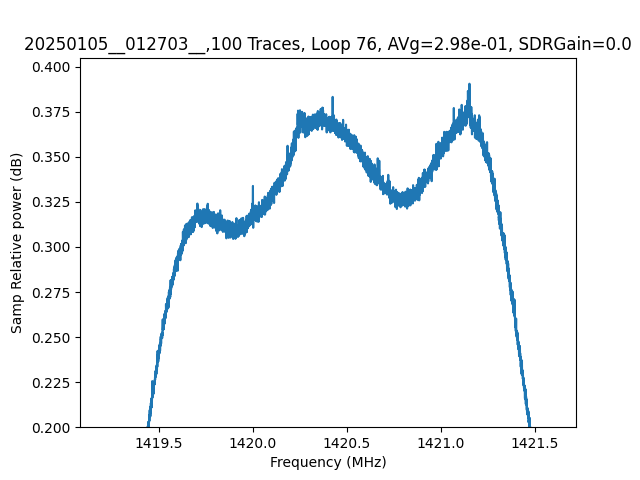 20250105__012703__,100 Traces, Loop 76, AVg=2.98e-01, SDRGain=0.0
0.400
0.375
0.350
0.325
0.300
0.275
0.250
0.225
0.200
Samp Relative power (dB)
1419.5 1420.0 1420.5 1421.0 1421.5
Frequency (MHz)